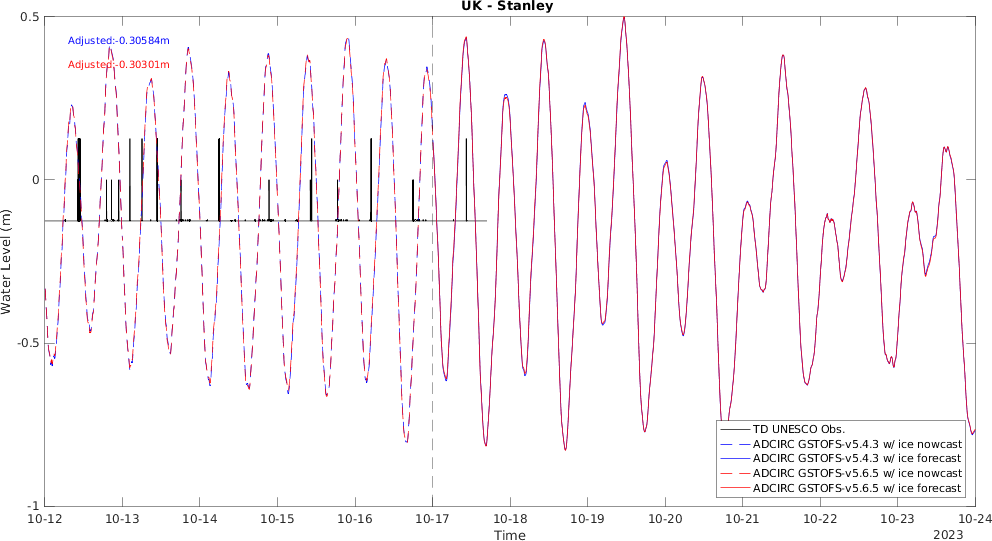 UK - Stanley
Adjusted:-0.30584m
Adjusted:-0.30301m
0.5
0
-0.5
-1
Water Level (m)
TD UNESCO Obs.
ADCIRC GSTOFS-v5.4.3 w/ ice nowcast
ADCIRC GSTOFS-v5.4.3 w/ ice forecast
ADCIRC GSTOFS-v5.6.5 w/ ice nowcast
ADCIRC GSTOFS-v5.6.5 w/ ice forecast
10-12 10-13 10-14 10-15 10-16 10-17 10-18 10-19 10-20 10-21 10-22 10-23 10-24
Time
2023